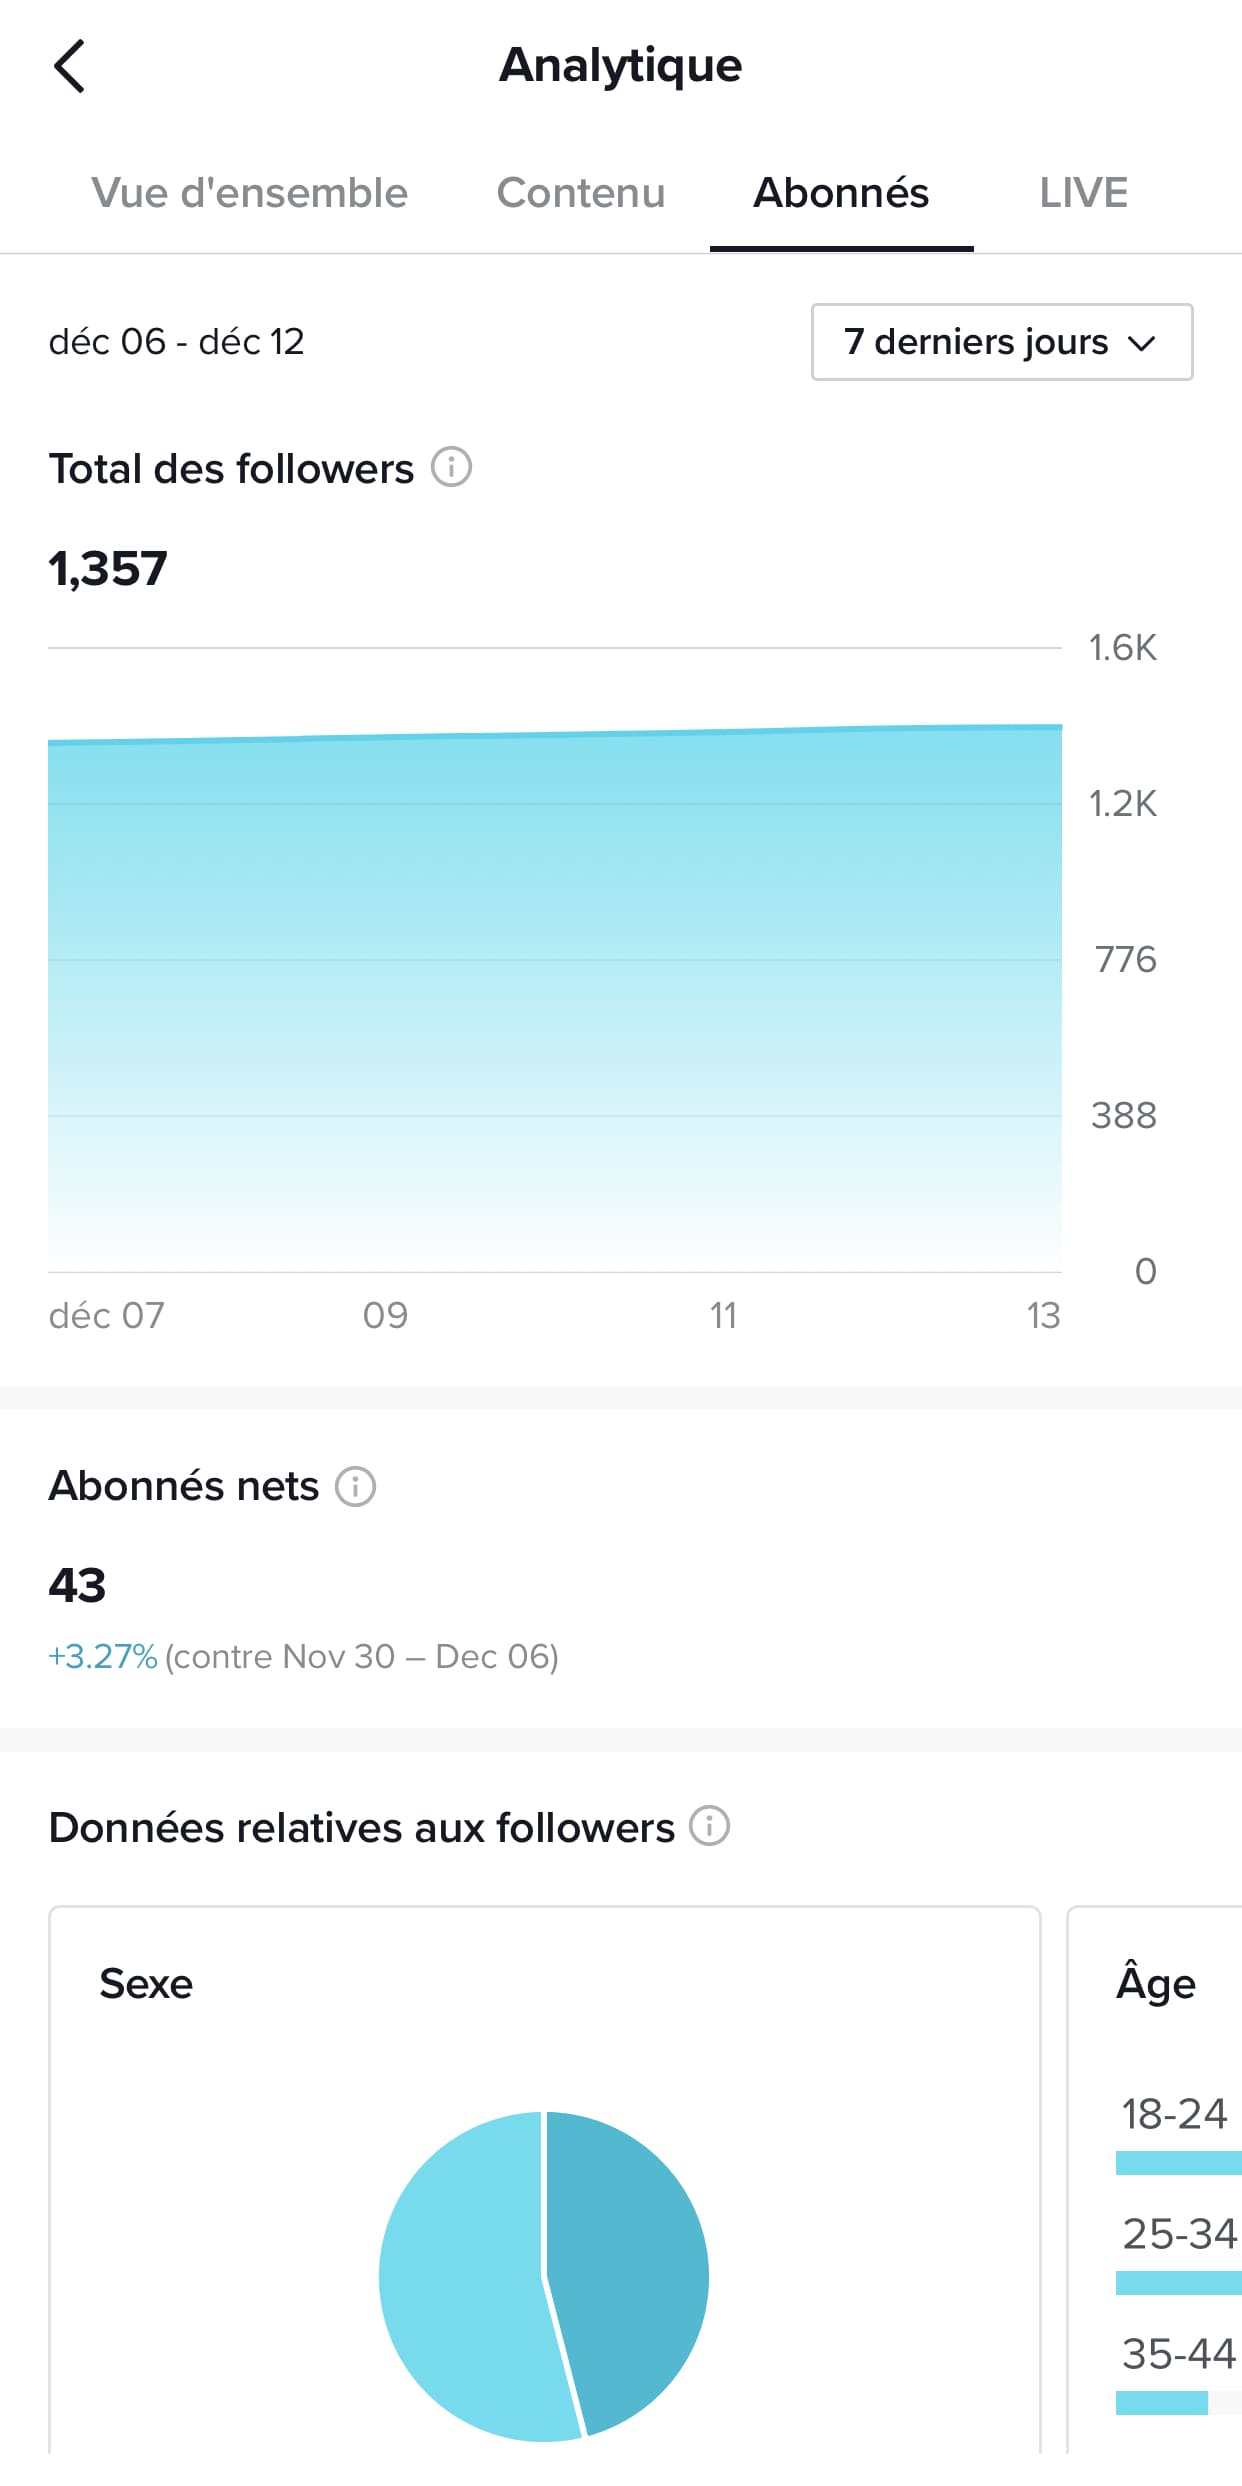 Analytique
Vue d'ensemble Contenu Abonnés LIVE
déc 06 - déc 12 7 derniers jours
Total des followers
1,357
1.6K
1.2K
776
388
0
déc 07 09 11 13
Abonnés nets
43
+3.27% (contre Nov 30 – Dec 06)
Données relatives aux followers
Sexe
Âge
18-24
25-34
35-44